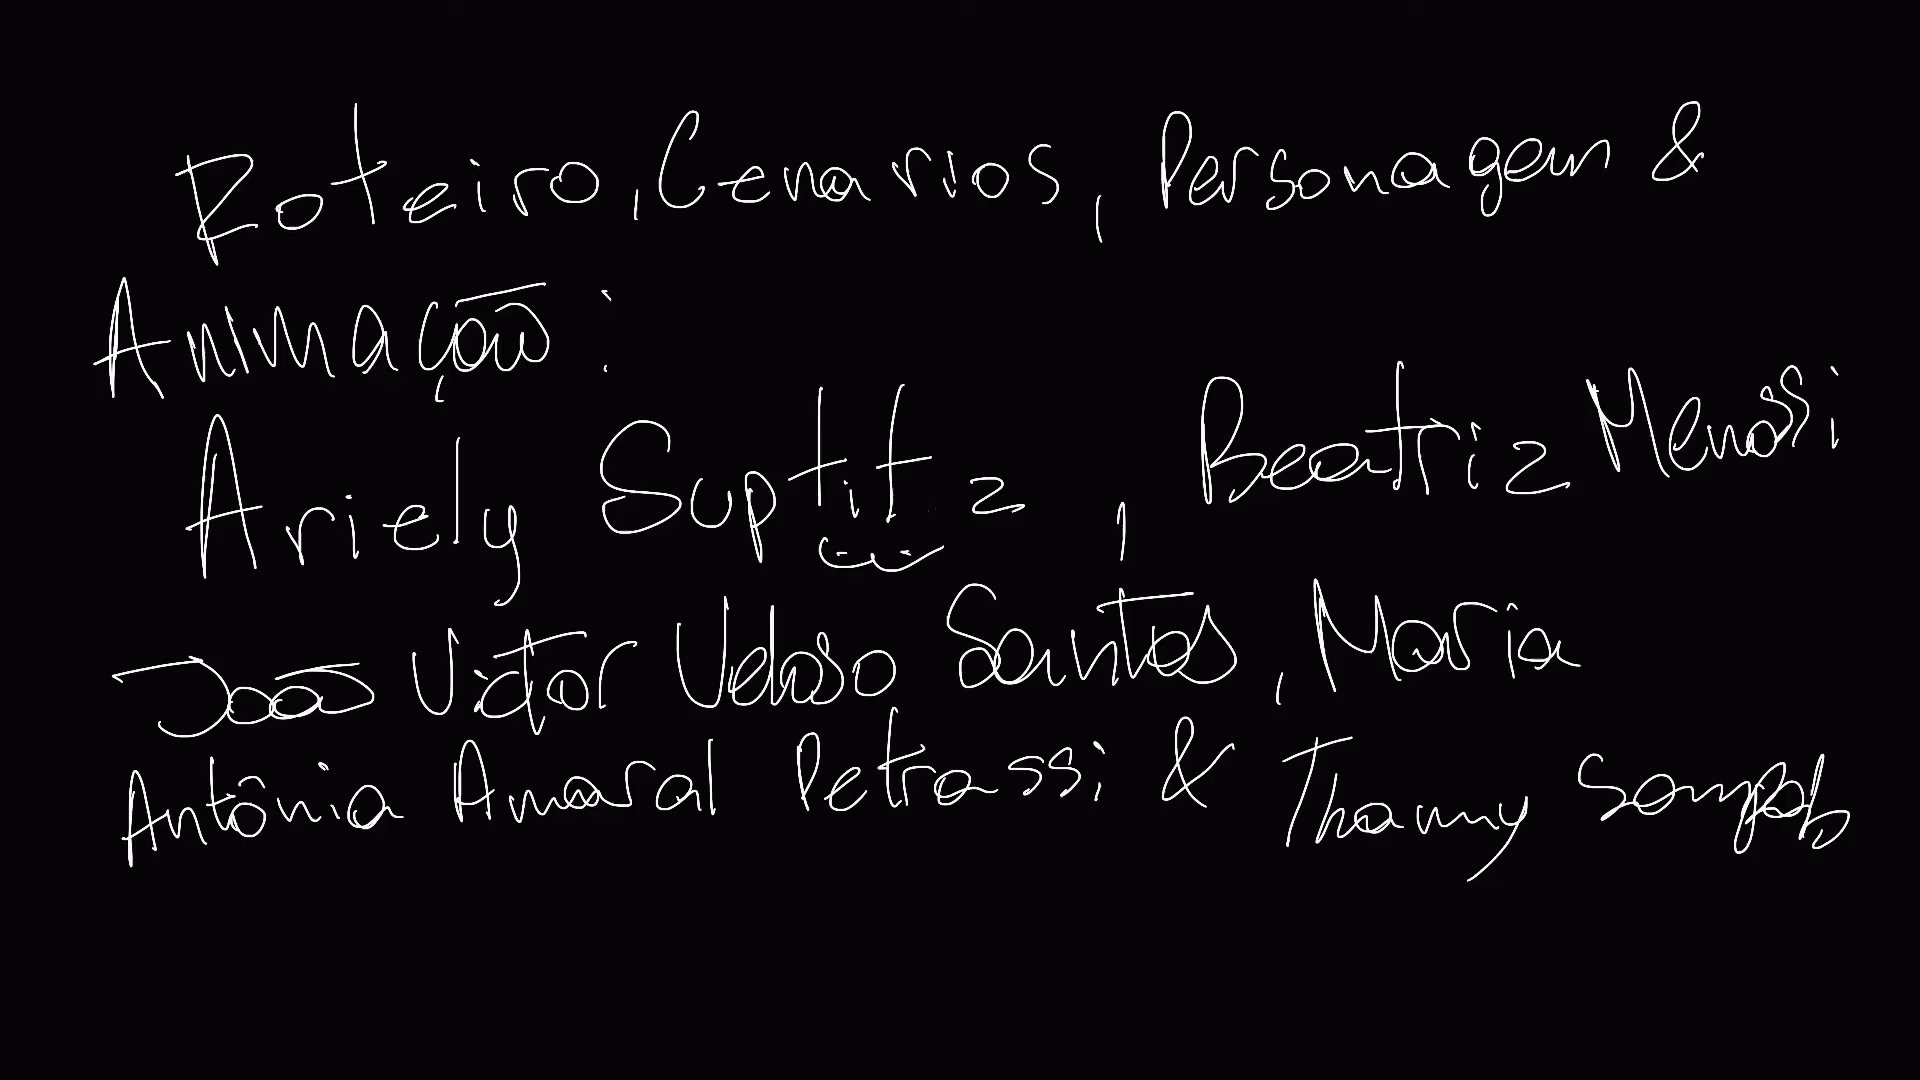 Roteiro, Cenarios, Personagem &
Animação:
Ariely Suptitz, Beatriz Menossi
João Victor Veloso Santos, Maria
Antônia Amaral Petrassi & Thamy